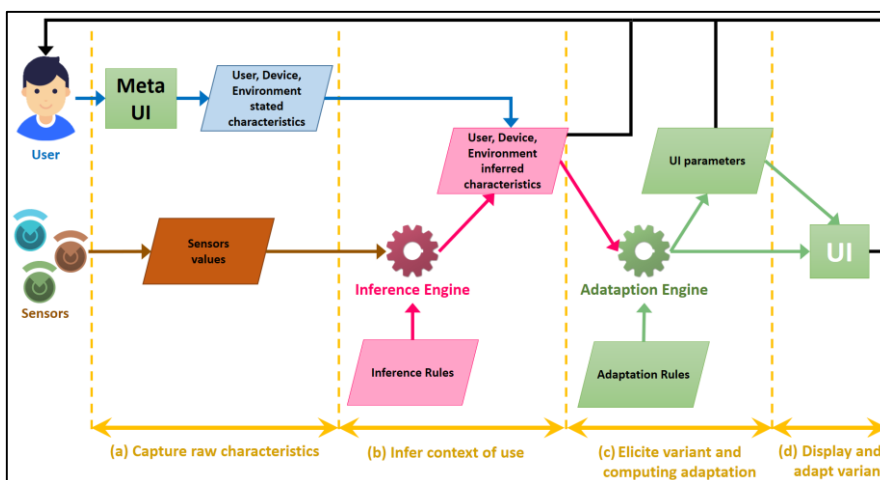 Meta
UI
User, Device,
Environment
stated
characteristics
User
User, Device,
Environment
inferred
characteristics
UI parameters
Sensors
values
UI
Inference Engine
Adataption Engine
Sensors
Inference Rules
Adaptation Rules
(a) Capture raw characteristics
(b) Infer context of use
(c) Elicite variant and
computing adaptation
(d) Display and
adapt varian